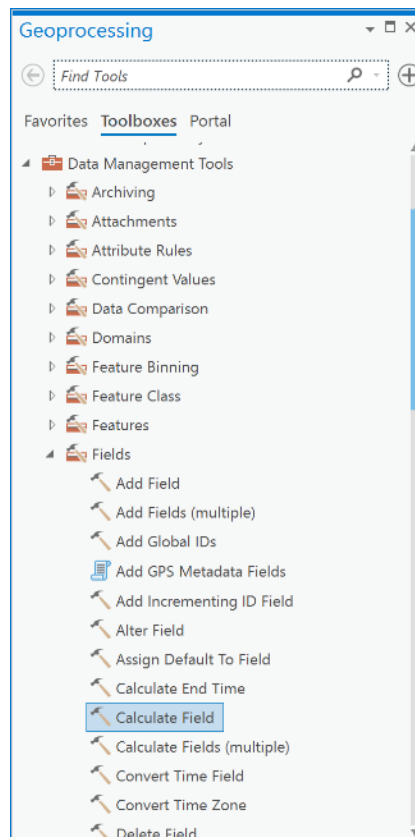 Geoprocessing
Find Tools
Favorites Toolboxes Portal
Data Management Tools
Archiving
Attachments
Attribute Rules
Contingent Values
Data Comparison
Domains
Feature Binning
Feature Class
Features
Fields
Add Field
Add Fields (multiple)
Add Global IDs
Add GPS Metadata Fields
Add Incrementing ID Field
Alter Field
Assign Default To Field
Calculate End Time
Calculate Field
Calculate Fields (multiple)
Convert Time Field
Convert Time Zone
Delete Field